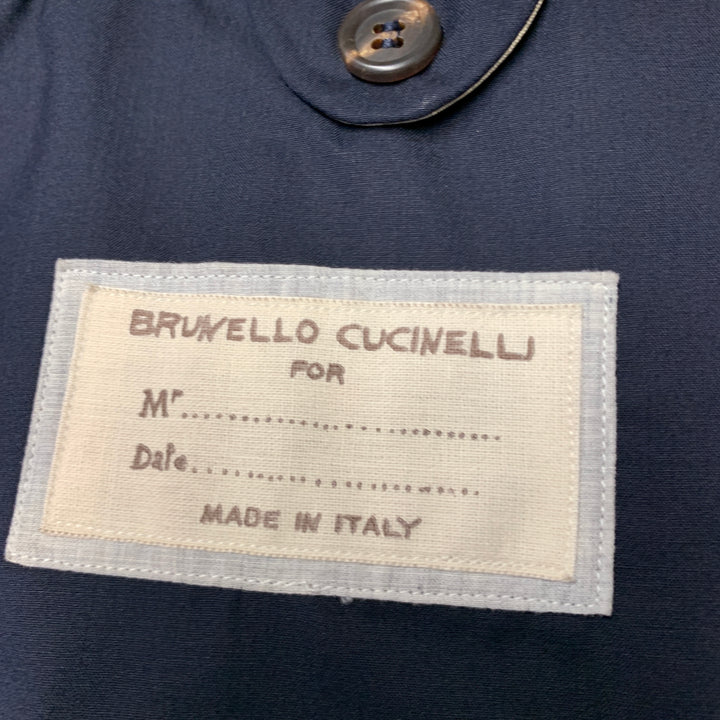 BRUNELLO CUCINELLI
FOR
Mr.............................
Date...........................
MADE IN ITALY